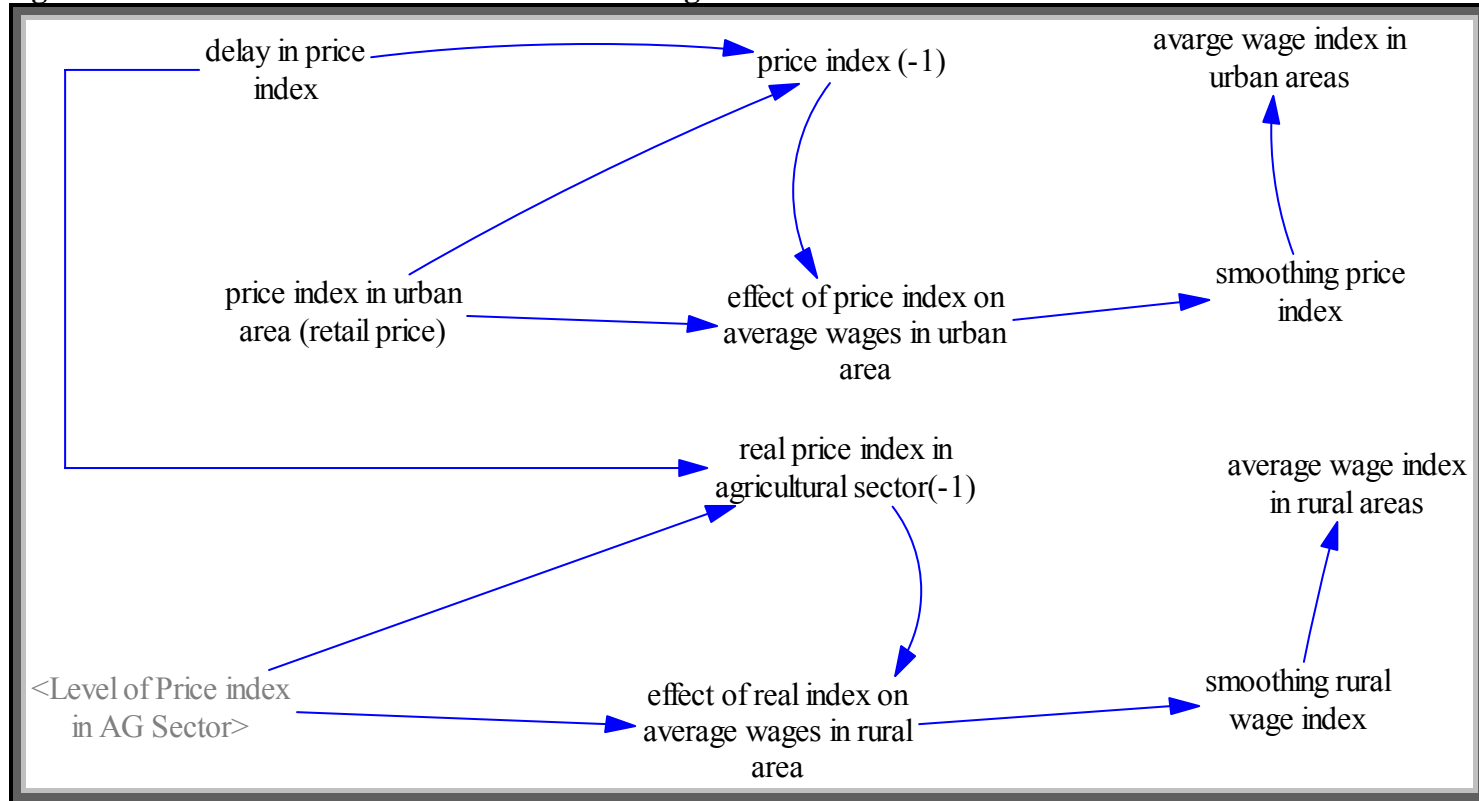 delay in price
index
price index (-1)
avarge wage index in
urban areas
price index in urban
area (retail price)
effect of price index on
average wages in urban
area
smoothing price
index
real price index in
agricultural sector(-1)
average wage index
in rural areas
<Level of Price index
in AG Sector>
effect of real index on
average wages in rural
area
smoothing rural
wage index